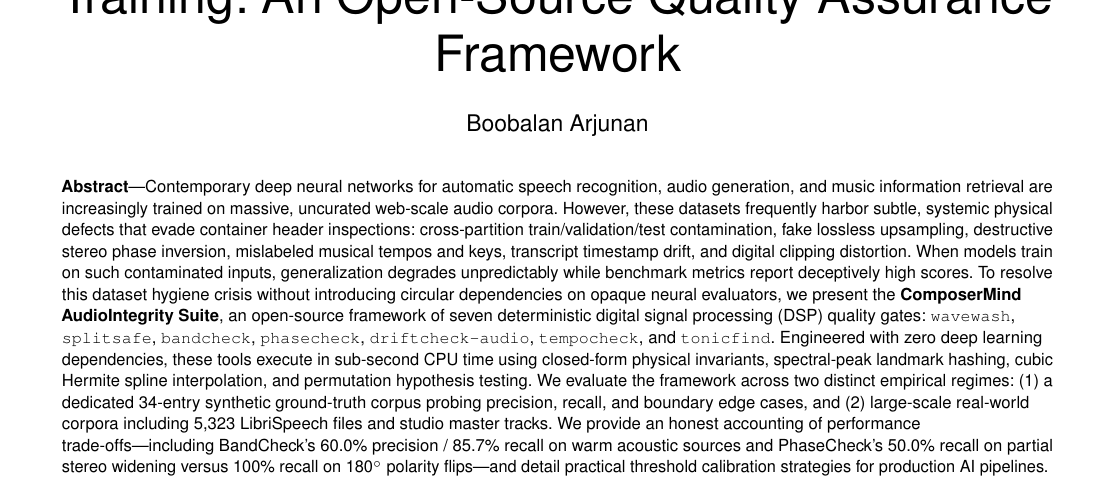 Training: An Open-Source Quality Assurance
Framework
Boobalan Arjunan
Abstract—Contemporary deep neural networks for automatic speech recognition, audio generation, and music information retrieval are
increasingly trained on massive, uncurated web-scale audio corpora. However, these datasets frequently harbor subtle, systemic physical
defects that evade container header inspections: cross-partition train/validation/test contamination, fake lossless upsampling, destructive
stereo phase inversion, mislabeled musical tempos and keys, transcript timestamp drift, and digital clipping distortion. When models train
on such contaminated inputs, generalization degrades unpredictably while benchmark metrics report deceptively high scores. To resolve
this dataset hygiene crisis without introducing circular dependencies on opaque neural evaluators, we present the ComposerMind
AudioIntegrity Suite, an open-source framework of seven deterministic digital signal processing (DSP) quality gates: wavewash,
splitsafe, bandcheck, phasecheck, driftcheck-audio, tempocheck, and tonicfind. Engineered with zero deep learning
dependencies, these tools execute in sub-second CPU time using closed-form physical invariants, spectral-peak landmark hashing, cubic
Hermite spline interpolation, and permutation hypothesis testing. We evaluate the framework across two distinct empirical regimes: (1) a
dedicated 34-entry synthetic ground-truth corpus probing precision, recall, and boundary edge cases, and (2) large-scale real-world
corpora including 5,323 LibriSpeech files and studio master tracks. We provide an honest accounting of performance
trade-offs—including BandCheck's 60.0% precision / 85.7% recall on warm acoustic sources and PhaseCheck's 50.0% recall on partial
stereo widening versus 100% recall on 180° polarity flips—and detail practical threshold calibration strategies for production AI pipelines.